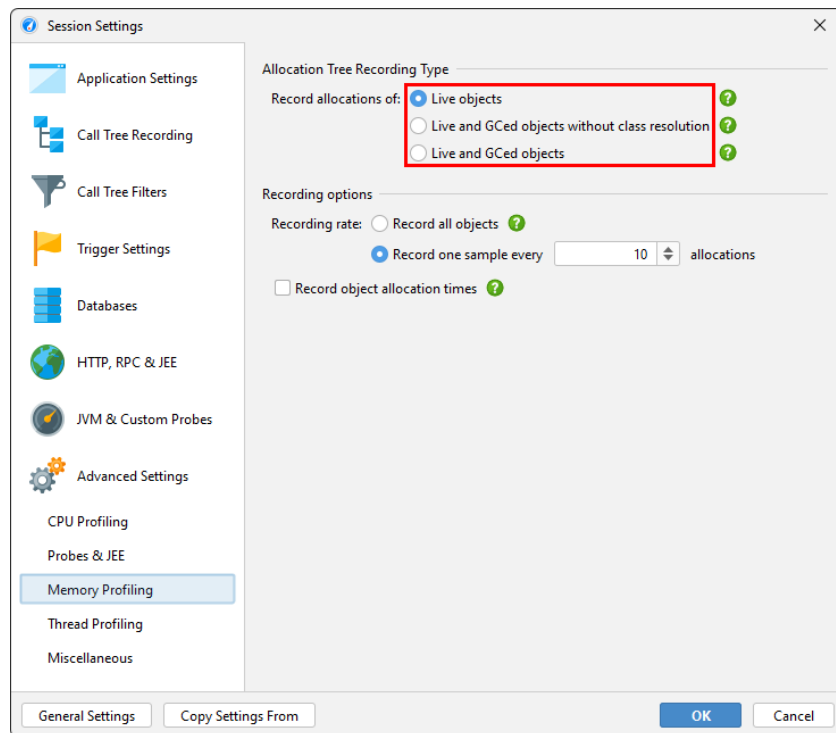 Session Settings
Application Settings
Call Tree Recording
Call Tree Filters
Trigger Settings
Databases
HTTP, RPC & JEE
JVM & Custom Probes
Advanced Settings
CPU Profiling
Probes & JEE
Memory Profiling
Thread Profiling
Miscellaneous
Allocation Tree Recording Type
Record allocations of: Live objects ?
Live and GCed objects without class resolution ?
Live and GCed objects ?
Recording options
Recording rate: Record all objects ?
Record one sample every 10 allocations
Record object allocation times ?
General Settings Copy Settings From OK Cancel